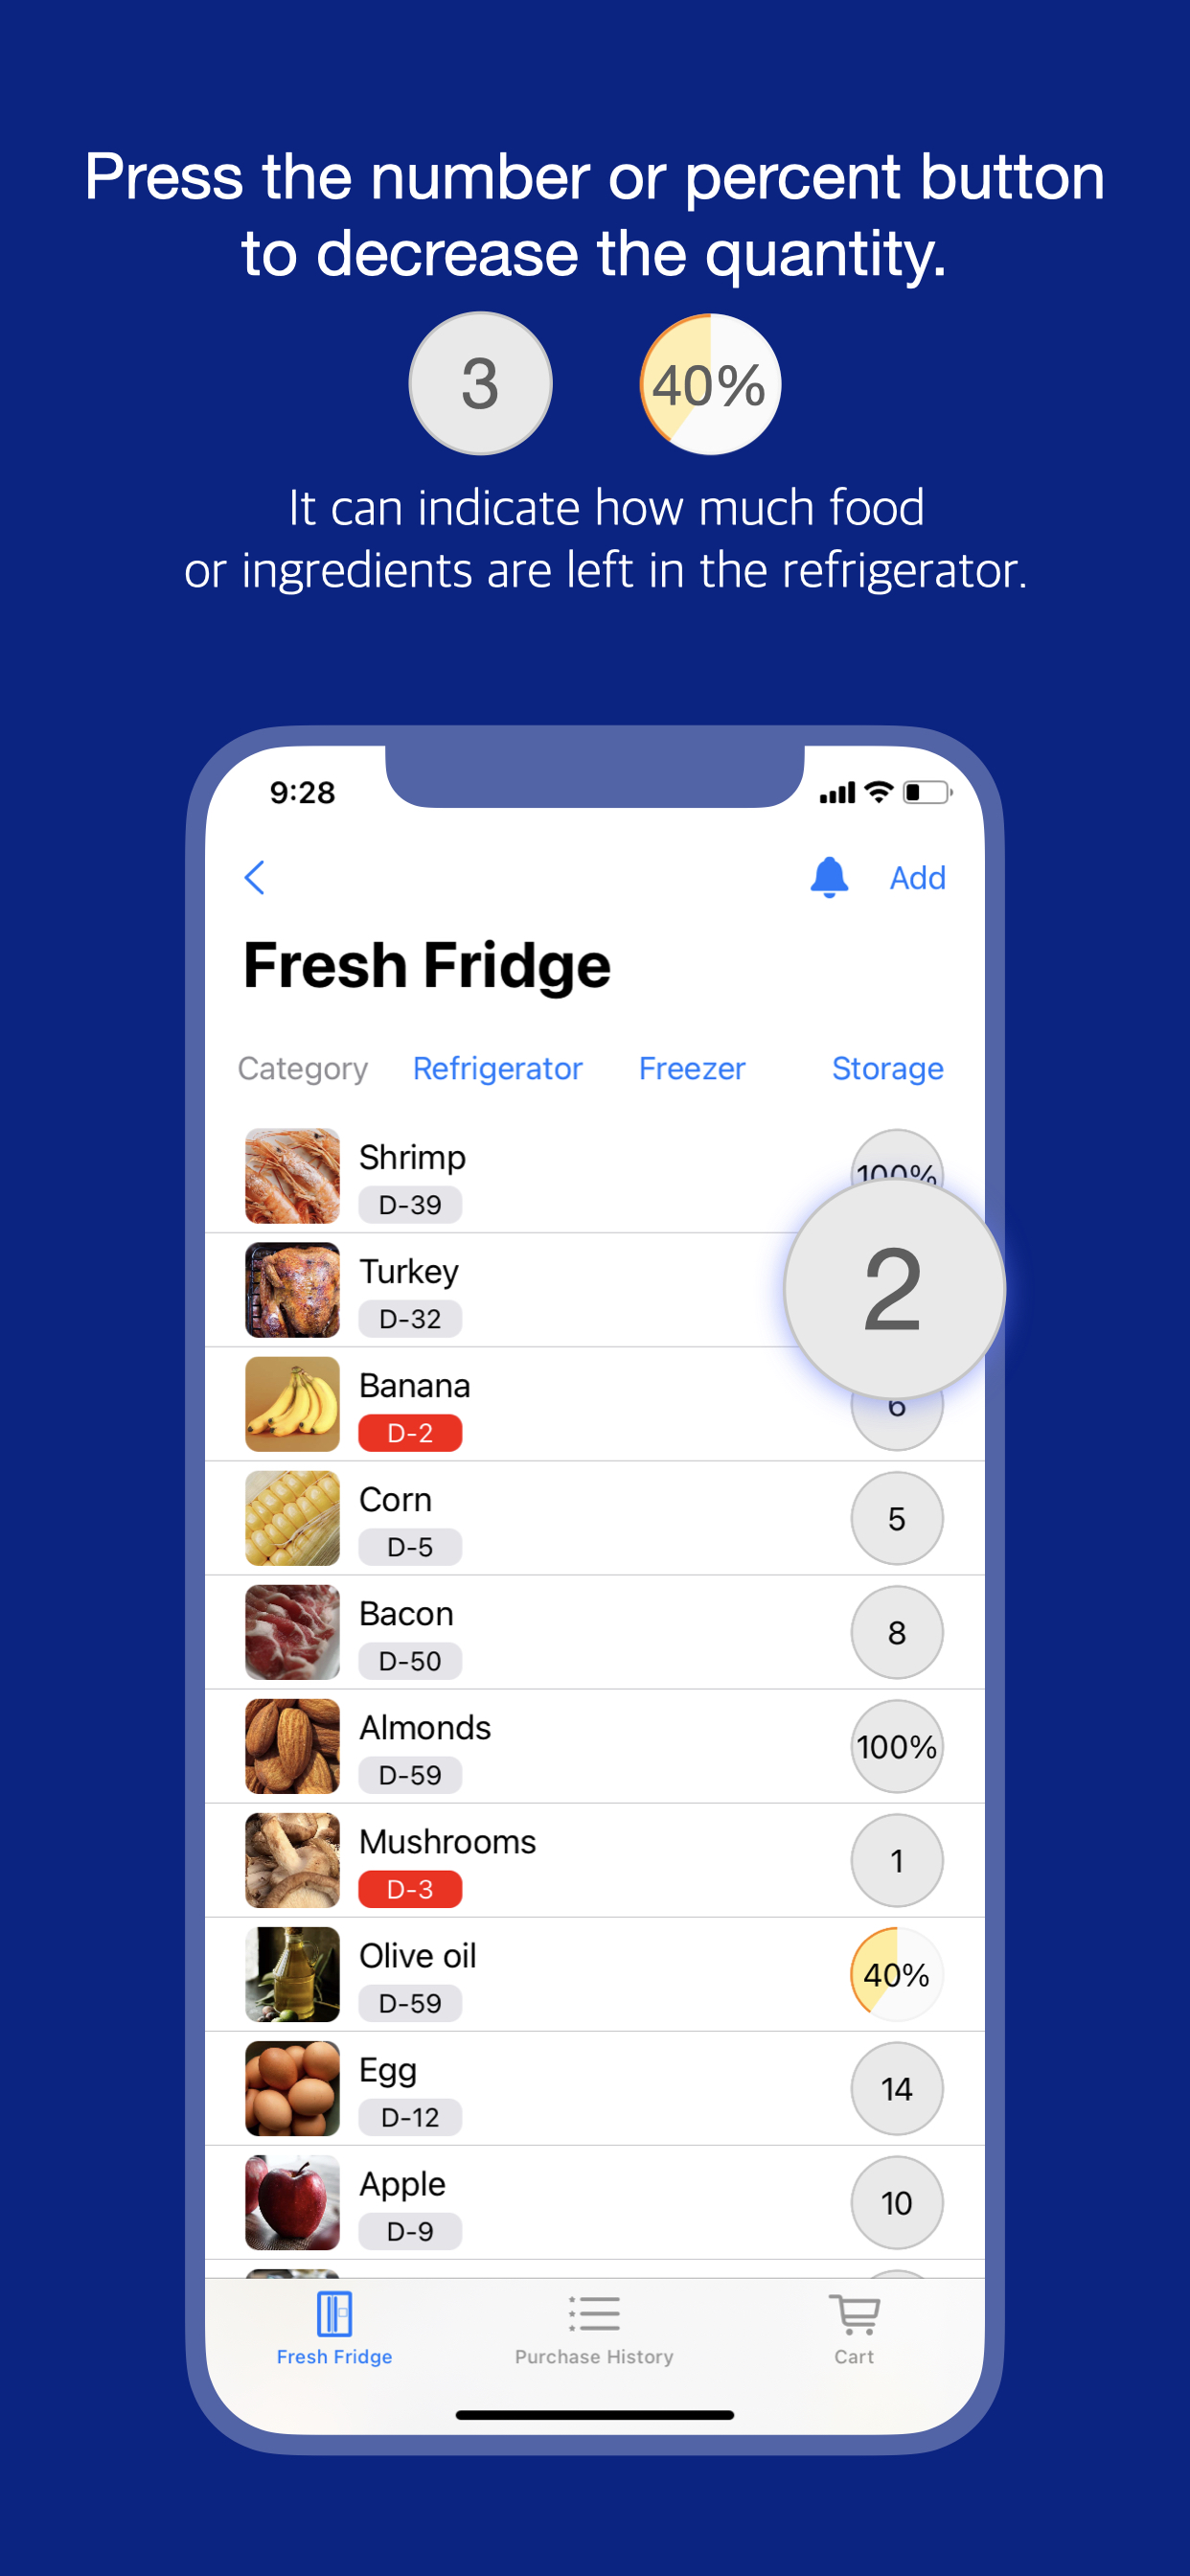 Press the number or percent button
to decrease the quantity.
3 40%
It can indicate how much food
or ingredients are left in the refrigerator.
9:28
Add
Fresh Fridge
Category Refrigerator Freezer Storage
Shrimp
100%
D-39
Turkey
2
D-32
Banana
6
D-2
Corn
5
D-5
Bacon
8
D-50
Almonds
100%
D-59
Mushrooms
1
D-3
Olive oil
40%
D-59
Egg
14
D-12
Apple
10
D-9
Fresh Fridge Purchase History Cart